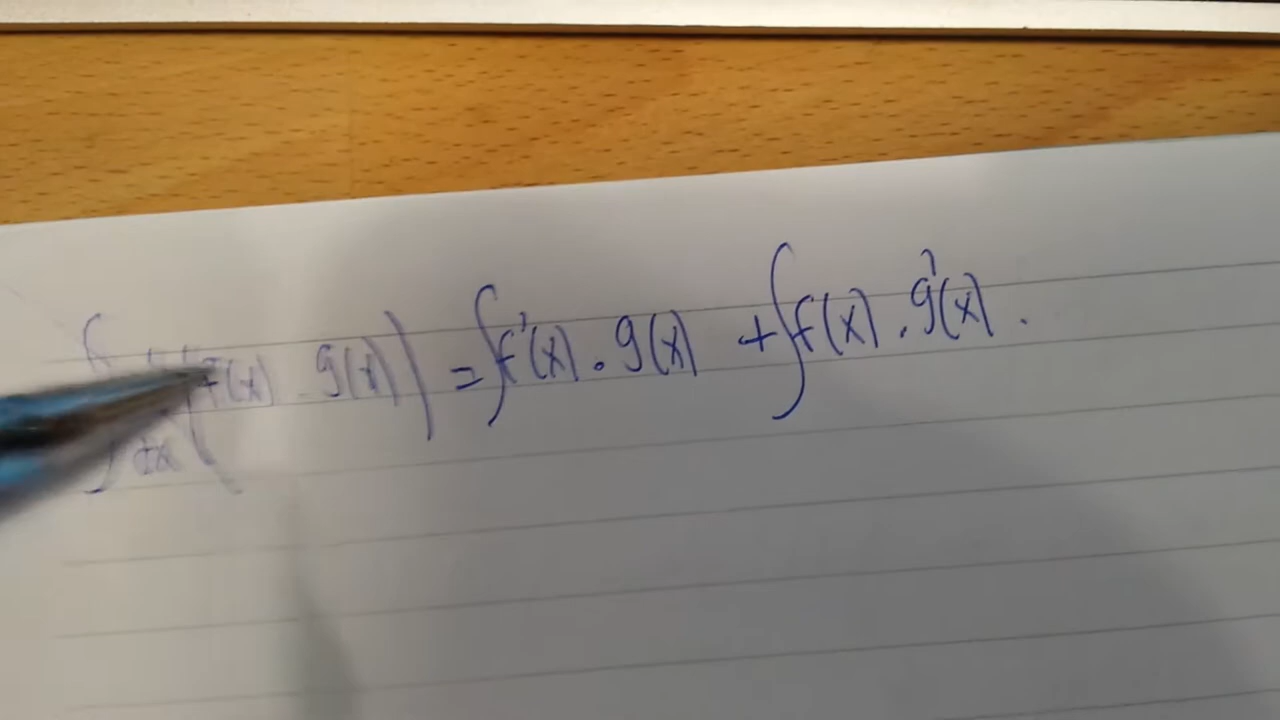 ∫ d/dx (f(x) . g(x)) = ∫f'(x) . g(x) + ∫f(x) . g'(x) .